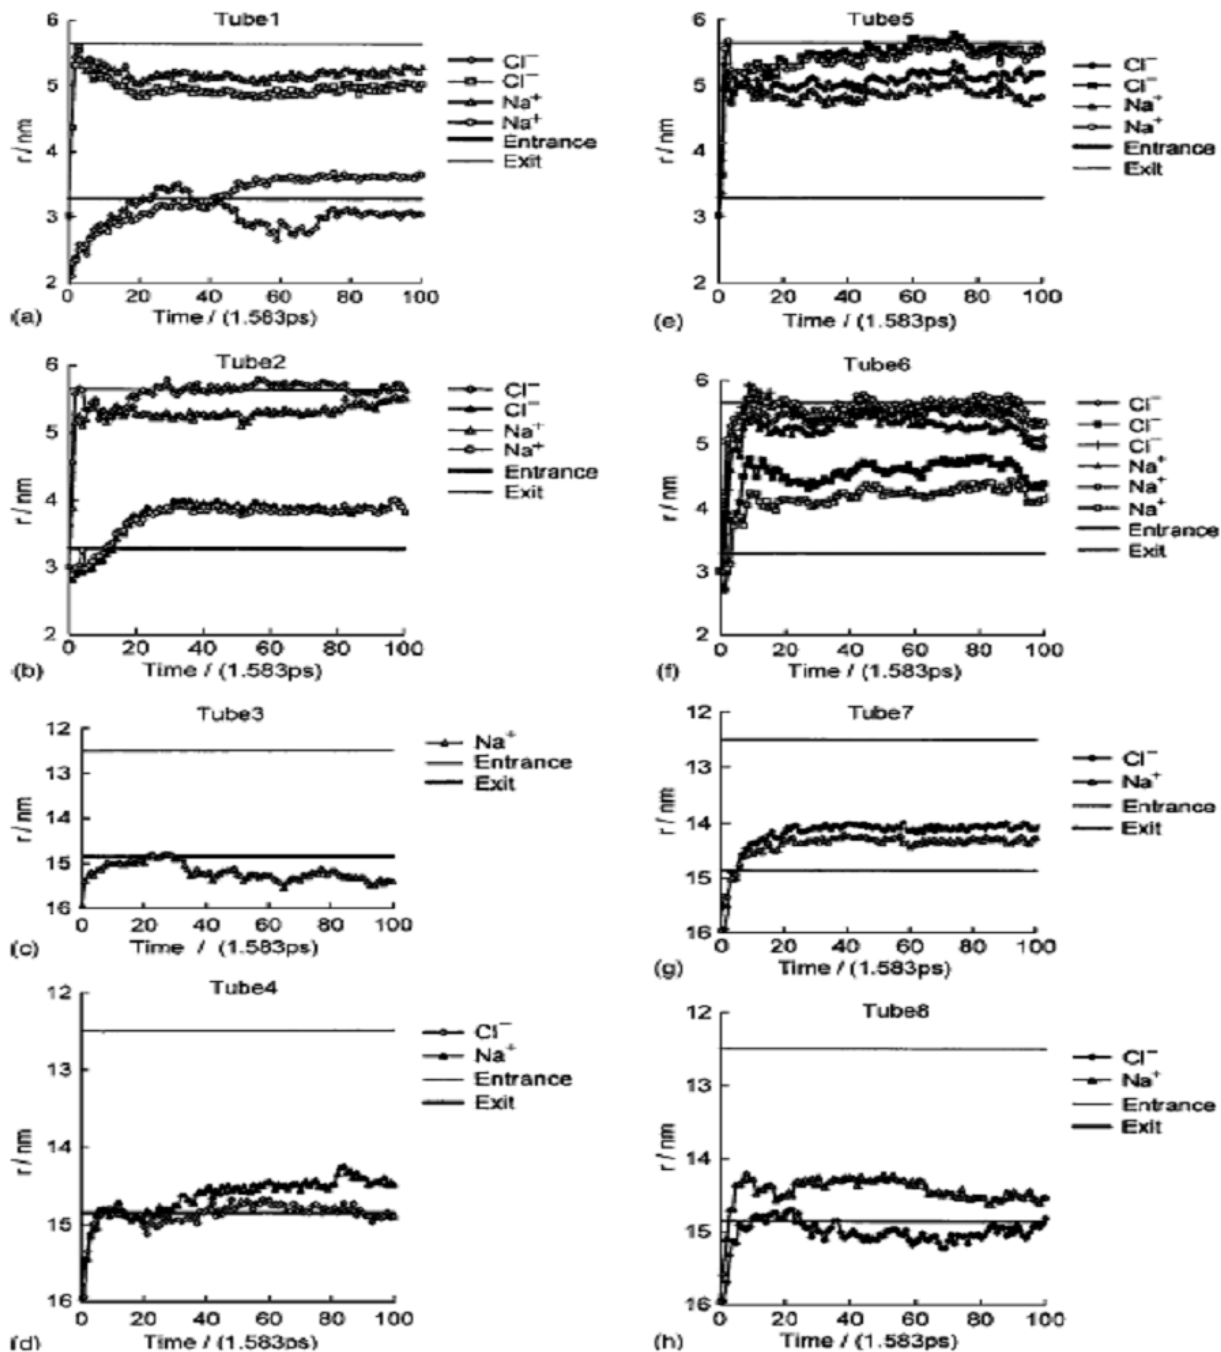 Tube1
6
5
4
3
2
r / nm
0 20 40 60 80 100
(a) Time / (1.583ps)
Cl⁻
Cl⁻
Na⁺
Na⁺
Entrance
Exit
Tube5
6
5
4
3
2
r / nm
0 20 40 60 80 100
(e) Time / (1.583ps)
Cl⁻
Cl⁻
Na⁺
Na⁺
Entrance
Exit
Tube2
6
5
4
3
2
r / nm
0 20 40 60 80 100
(b) Time / (1.583ps)
Cl⁻
Cl⁻
Na⁺
Na⁺
Entrance
Exit
Tube6
6
5
4
3
2
r / nm
0 20 40 60 80 100
(f) Time / (1.583ps)
Cl⁻
Cl⁻
Cl⁻
Na⁺
Na⁺
Na⁺
Entrance
Exit
Tube3
12
13
14
15
16
r / nm
0 20 40 60 80 100
(c) Time / (1.583ps)
Na⁺
Entrance
Exit
Tube7
12
13
14
15
16
r / nm
0 20 40 60 80 100
(g) Time / (1.583ps)
Cl⁻
Na⁺
Entrance
Exit
Tube4
12
13
14
15
16
r / nm
0 20 40 60 80 100
(d) Time / (1.583ps)
Cl⁻
Na⁺
Entrance
Exit
Tube8
12
13
14
15
16
r / nm
0 20 40 60 80 100
(h) Time / (1.583ps)
Cl⁻
Na⁺
Entrance
Exit